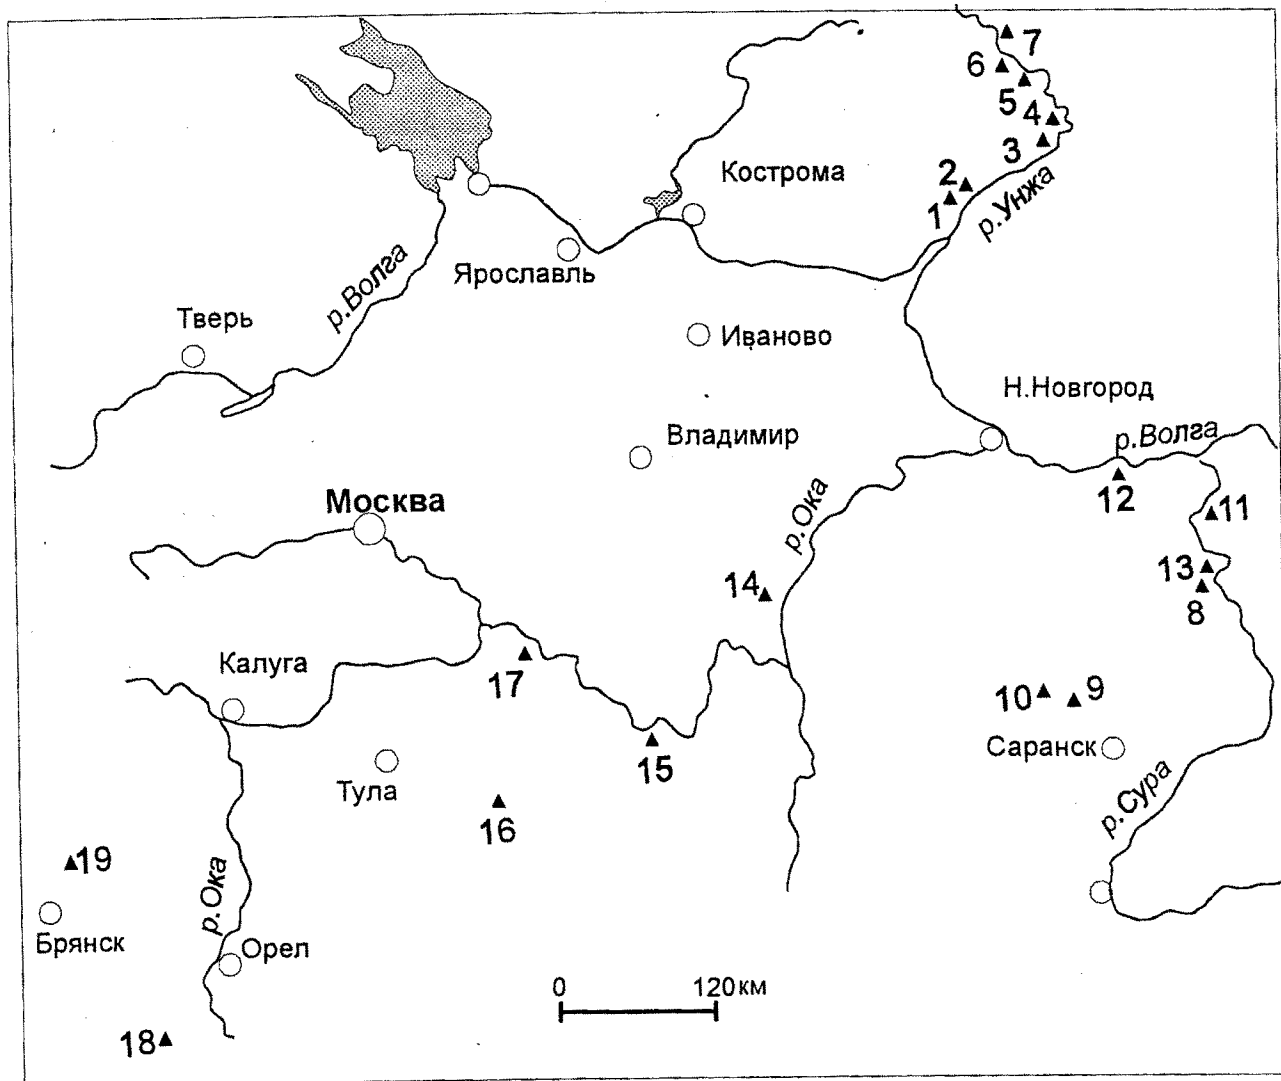 7
6
5
4
3
Кострома
2
1
р.Унжа
Ярославль
р.Волга
Тверь
Иваново
Н.Новгород
Владимир
р.Волга
Москва
12
11
р.Ока
13
14
8
Калуга
17
10
9
Саранск
15
Тула
р.Сура
16
19
р.Ока
Брянск
Орел
0
120км
18